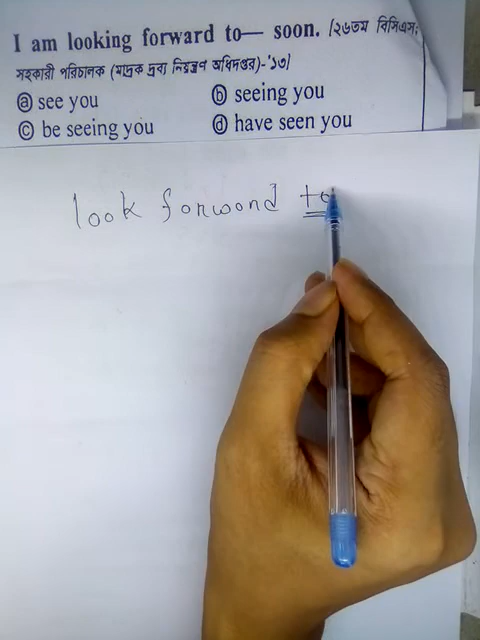 I am looking forward to— soon. [২৬তম বিসিএস;
সহকারী পরিচালক (মাদক দ্রব্য নিয়ন্ত্রণ অধিদপ্তর)-'১৩]
ⓐ see you ⓑ seeing you
ⓒ be seeing you ⓓ have seen you
look forword to